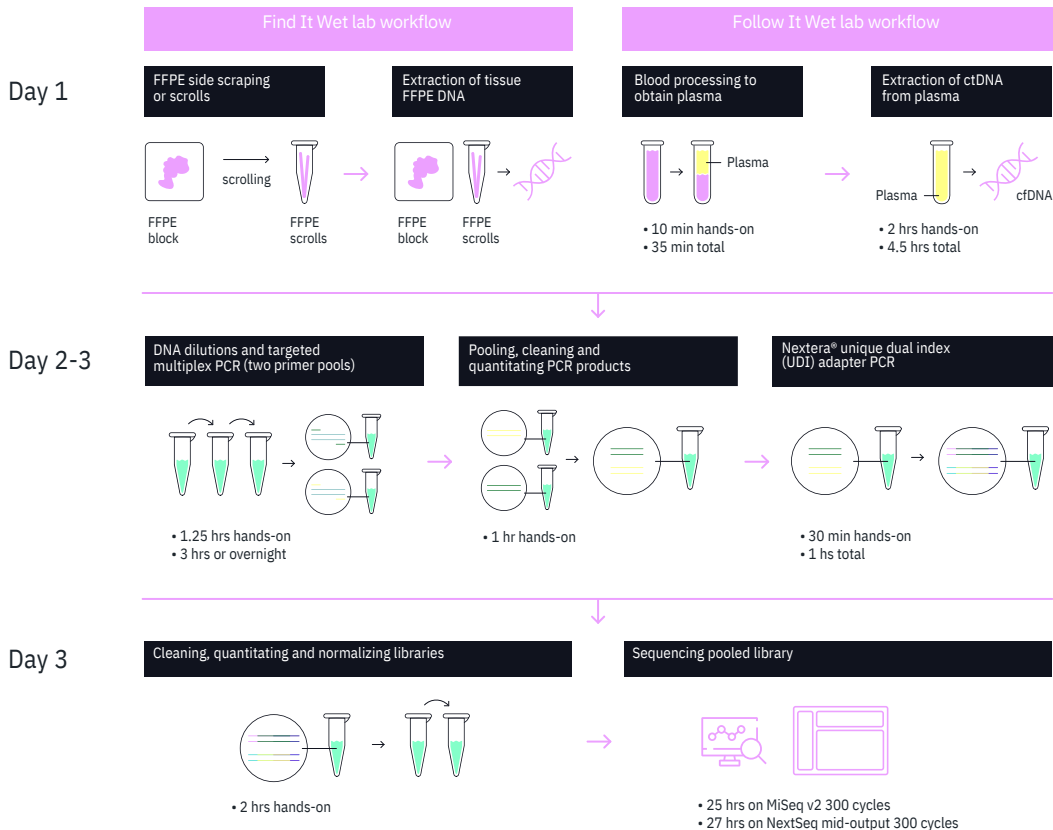 Find It Wet lab workflow
Follow It Wet lab workflow
Day 1
FFPE side scraping
or scrolls
Extraction of tissue
FFPE DNA
Blood processing to
obtain plasma
Extraction of ctDNA
from plasma
scrolling
FFPE
block
FFPE
scrolls
FFPE
block
FFPE
scrolls
Plasma
• 10 min hands-on
• 35 min total
Plasma
cfDNA
• 2 hrs hands-on
• 4.5 hrs total
Day 2-3
DNA dilutions and targeted
multiplex PCR (two primer pools)
Pooling, cleaning and
quantitating PCR products
Nextera® unique dual index
(UDI) adapter PCR
• 1.25 hrs hands-on
• 3 hrs or overnight
• 1 hr hands-on
• 30 min hands-on
• 1 hs total
Day 3
Cleaning, quantitating and normalizing libraries
Sequencing pooled library
• 2 hrs hands-on
• 25 hrs on MiSeq v2 300 cycles
• 27 hrs on NextSeq mid-output 300 cycles